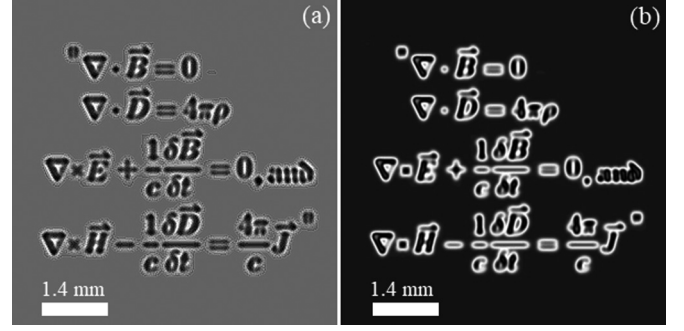 (a)
"∇ · B⃗ = 0
∇ · D⃗ = 4πρ
∇ × E⃗ + 1/c δB⃗/δt = 0, and
∇ × H⃗ − 1/c δD⃗/δt = 4π/c J⃗ "
1.4 mm
(b)
"∇ · B⃗ = 0
∇ · D⃗ = 4πρ
∇ · E⃗ + 1/c δB⃗/δt = 0, and
∇ · H⃗ − 1/c δD⃗/δt = 4π/c J⃗ "
1.4 mm